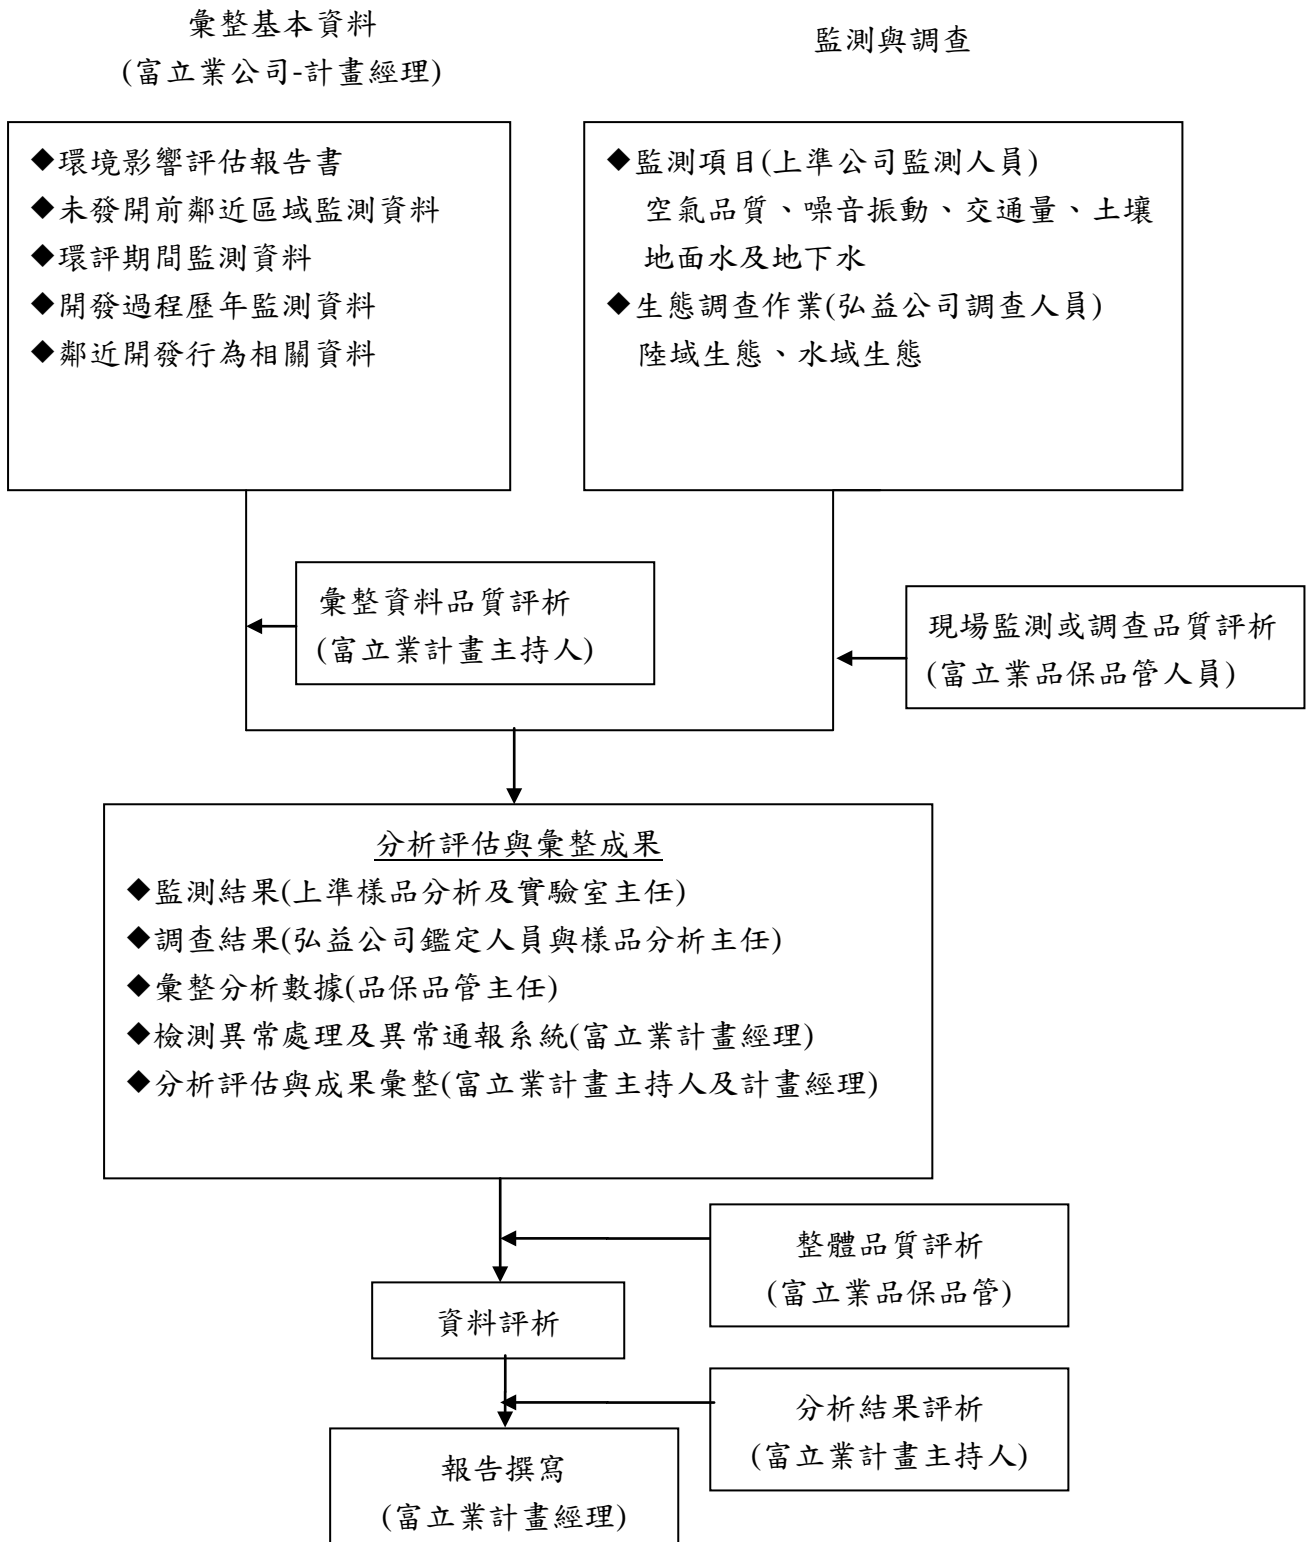 彙整基本資料
(富立業公司-計畫經理)
監測與調查
◆環境影響評估報告書
◆未發開前鄰近區域監測資料
◆環評期間監測資料
◆開發過程歷年監測資料
◆鄰近開發行為相關資料
◆監測項目(上準公司監測人員)
空氣品質、噪音振動、交通量、土壤
地面水及地下水
◆生態調查作業(弘益公司調查人員)
陸域生態、水域生態
彙整資料品質評析
(富立業計畫主持人)
現場監測或調查品質評析
(富立業品保品管人員)
分析評估與彙整成果
◆監測結果(上準樣品分析及實驗室主任)
◆調查結果(弘益公司鑑定人員與樣品分析主任)
◆彙整分析數據(品保品管主任)
◆檢測異常處理及異常通報系統(富立業計畫經理)
◆分析評估與成果彙整(富立業計畫主持人及計畫經理)
整體品質評析
(富立業品保品管)
資料評析
分析結果評析
(富立業計畫主持人)
報告撰寫
(富立業計畫經理)